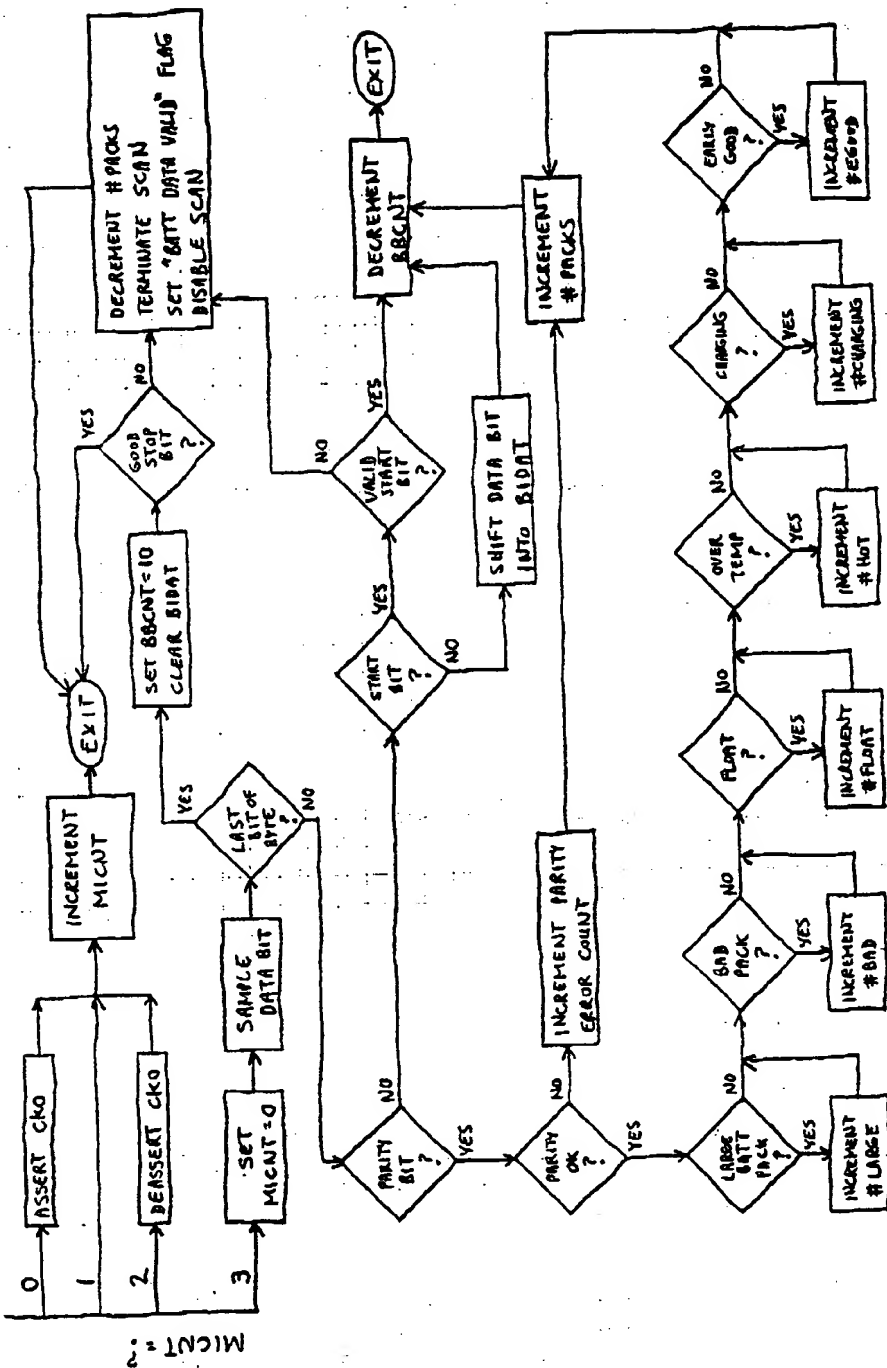 MICNT = ?
0
ASSERT CKO
1
2
DEASSERT CKO
3
SET
MICNT=0
INCREMENT
MICNT
EXIT
SAMPLE
DATA BIT
LAST
BIT OF
BYTE
?
YES
NO
SET BBCNT=10
CLEAR BIDAT
GOOD
STOP
BIT
?
YES
NO
DECREMENT #PACKS
TERMINATE SCAN
SET "BATT DATA VALID" FLAG
DISABLE SCAN
PARITY
BIT
?
NO
YES
START
BIT
?
YES
NO
VALID
START
BIT
?
NO
YES
DECREMENT
BBCNT
EXIT
SHIFT DATA BIT
INTO BIDAT
PARITY
OK
?
NO
YES
INCREMENT PARITY
ERROR COUNT
INCREMENT
# PACKS
LARGE
BATT
PACK
?
NO
YES
INCREMENT
#LARGE
BAD
PACK
?
NO
YES
INCREMENT
#BAD
FLOAT
?
NO
YES
INCREMENT
#FLOAT
OVER
TEMP
?
NO
YES
INCREMENT
#HOT
CHARGING
?
NO
YES
INCREMENT
#CHARGING
EARLY
GOOD
?
NO
YES
INCREMENT
#EGOOD